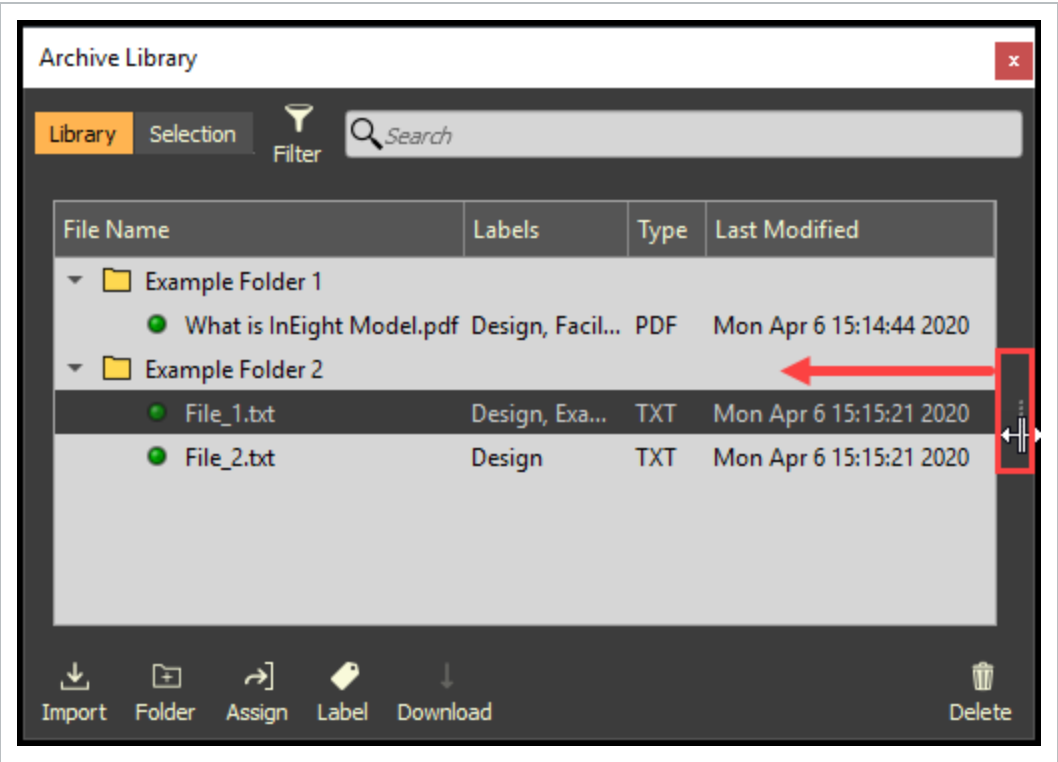 Archive Library
x
Library Selection Filter Search
File Name Labels Type Last Modified
Example Folder 1
What is InEight Model.pdf Design, Facil... PDF Mon Apr 6 15:14:44 2020
Example Folder 2
File_1.txt Design, Exa... TXT Mon Apr 6 15:15:21 2020
File_2.txt Design TXT Mon Apr 6 15:15:21 2020
Import Folder Assign Label Download Delete